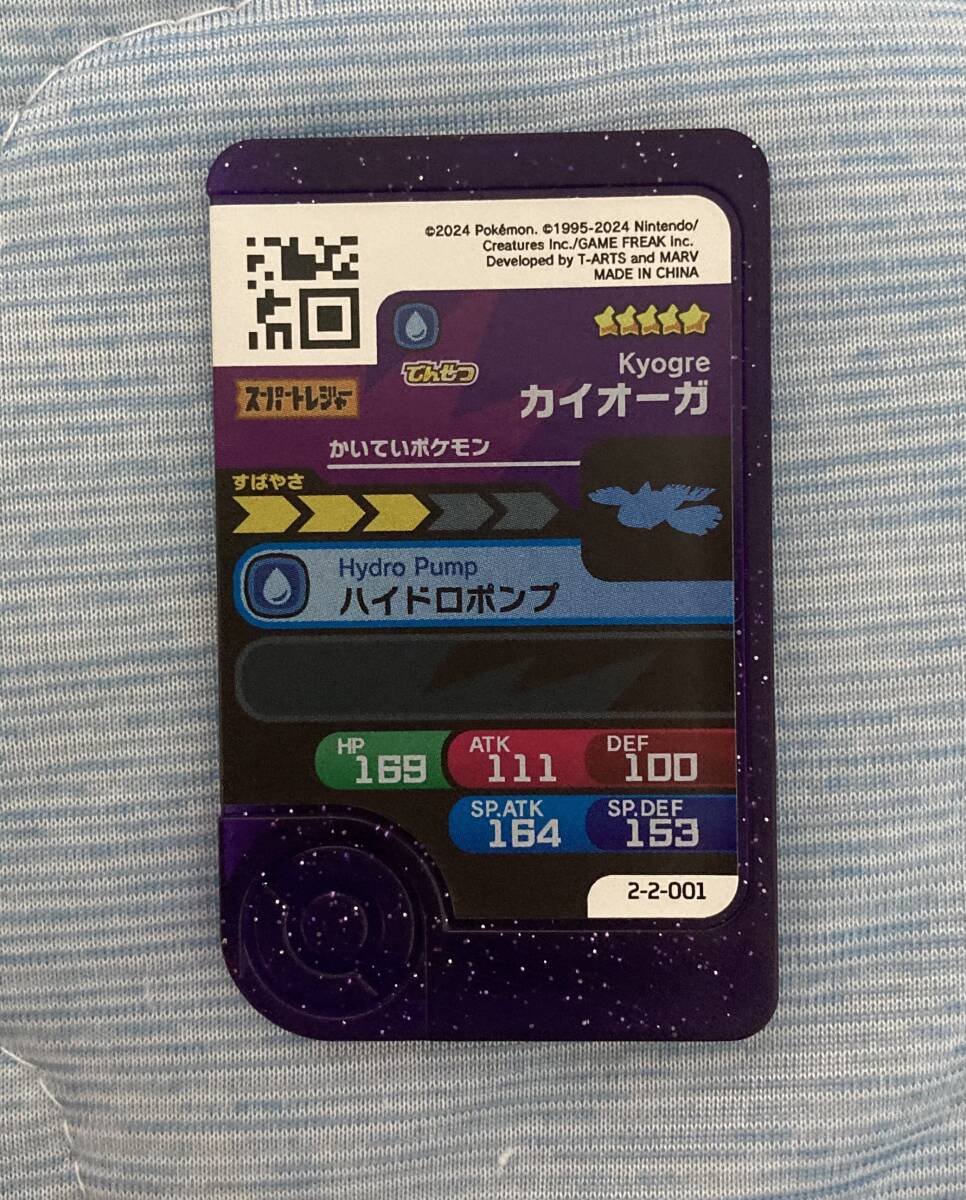 ©2024 Pokémon. ©1995-2024 Nintendo/
Creatures Inc./GAME FREAK inc.
Developed by T-ARTS and MARV
MADE IN CHINA
てんせつ
Kyogre
スーパートレジャー
カイオーガ
かいていポケモン
すばやさ
Hydro Pump
ハイドロポンプ
HP 169
ATK 111
DEF 100
SP.ATK 164
SP.DEF 153
2-2-001